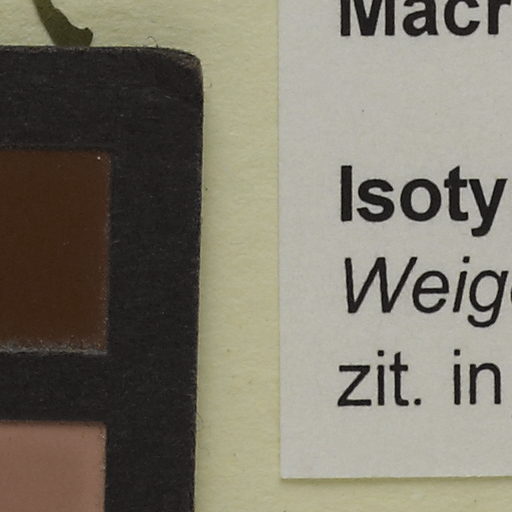 Macr
Isoty
Weig
zit. in